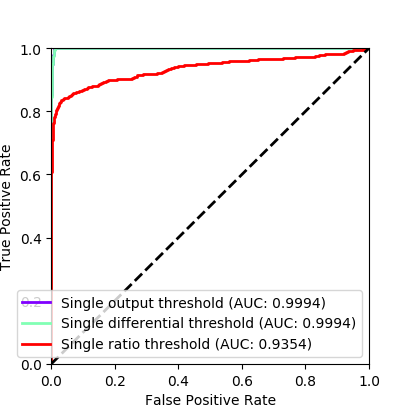 1.0
0.8
0.6
0.4
0.2
0.0
True Positive Rate
Single output threshold (AUC: 0.9994)
Single differential threshold (AUC: 0.9994)
Single ratio threshold (AUC: 0.9354)
0.0 0.2 0.4 0.6 0.8 1.0
False Positive Rate